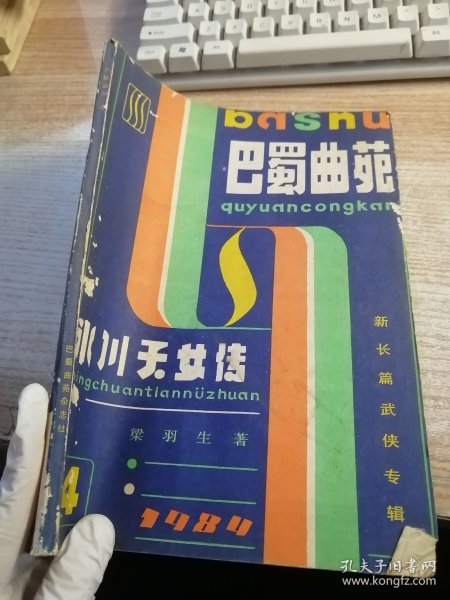 bashu
巴蜀曲苑
quyuancongkan
冰川天女传
bingchuantiannüzhuan
梁羽生著
新长篇武侠专辑
4
1984
巴蜀曲苑杂志社
孔夫子旧书网
www.kongfz.com